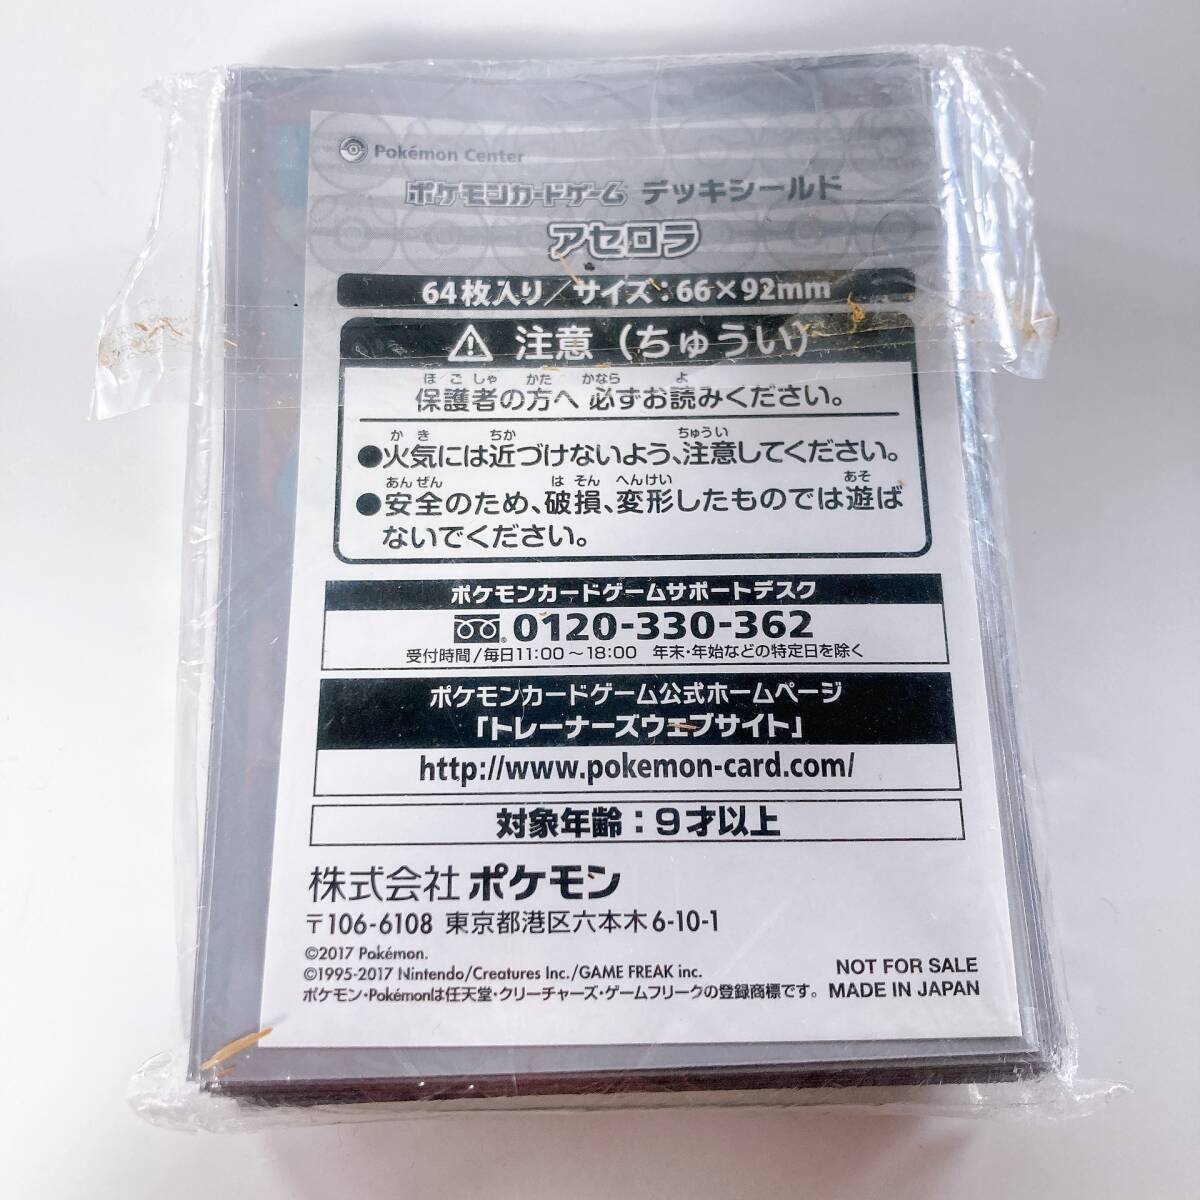 Pokémon Center
ポケモンカードゲーム デッキシールド
アセロラ
64枚入り/サイズ:66×92mm
注意(ちゅうい)
ほごしゃ かた かなら よ
保護者の方へ 必ずお読みください。
かき ちか ちゅうい
●火気には近づけないよう、注意してください。
あんぜん はそん へんけい あそ
●安全のため、破損、変形したものでは遊ば
ないでください。
ポケモンカードゲームサポートデスク
0120-330-362
受付時間/毎日11:00~18:00 年末・年始などの特定日を除く
ポケモンカードゲーム公式ホームページ
「トレーナーズウェブサイト」
http://www.pokemon-card.com/
対象年齢:9才以上
株式会社 ポケモン
〒106-6108 東京都港区六本木6-10-1
©2017 Pokémon.
©1995-2017 Nintendo/Creatures Inc./GAME FREAK inc.
ポケモン・Pokémonは任天堂・クリーチャーズ・ゲームフリークの登録商標です。
NOT FOR SALE
MADE IN JAPAN